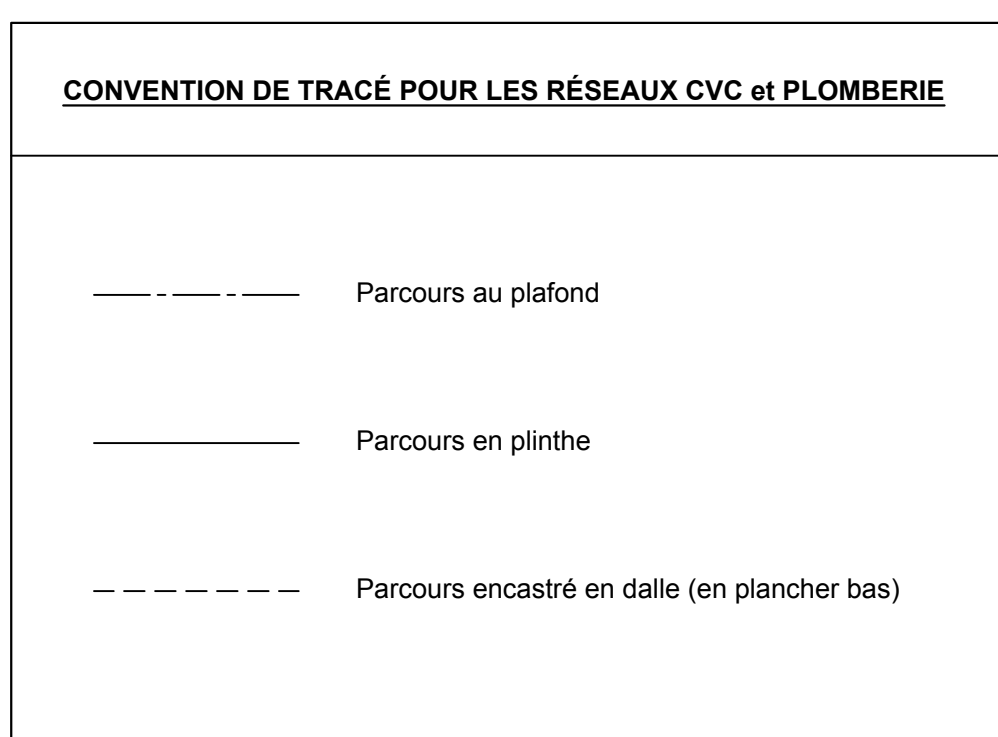 CONVENTION DE TRACÉ POUR LES RÉSEAUX CVC et PLOMBERIE
Parcours au plafond
Parcours en plinthe
Parcours encastré en dalle (en plancher bas)